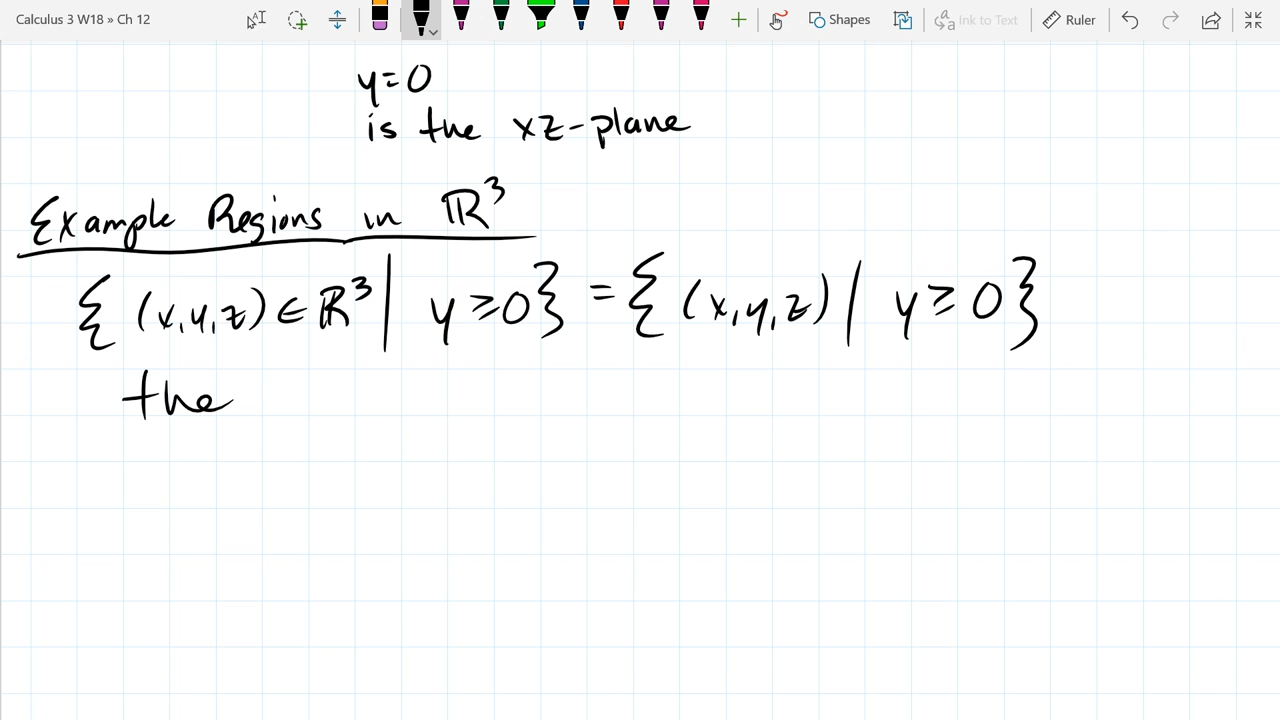 Calculus 3 W18 » Ch 12
Link to Text
Shapes
Ruler
y=0
is the xz-plane
Example Regions in ℝ³
{ (x,y,z) ∈ ℝ³ | y ≥ 0 } = { (x,y,z) | y ≥ 0 }
the